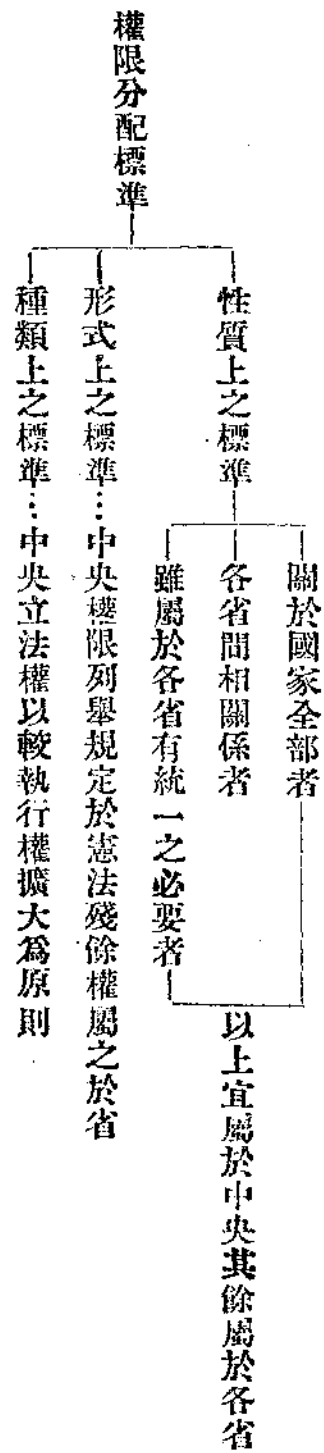 權限分配標準
性質上之標準
關於國家全部者
各省間相關係者
雖屬於各省有統一之必要者
以上宜屬於中央其餘屬於各省
形式上之標準…中央權限列舉規定於憲法殘餘權屬之於省
種類上之標準…中央立法權以較執行權擴大爲原則